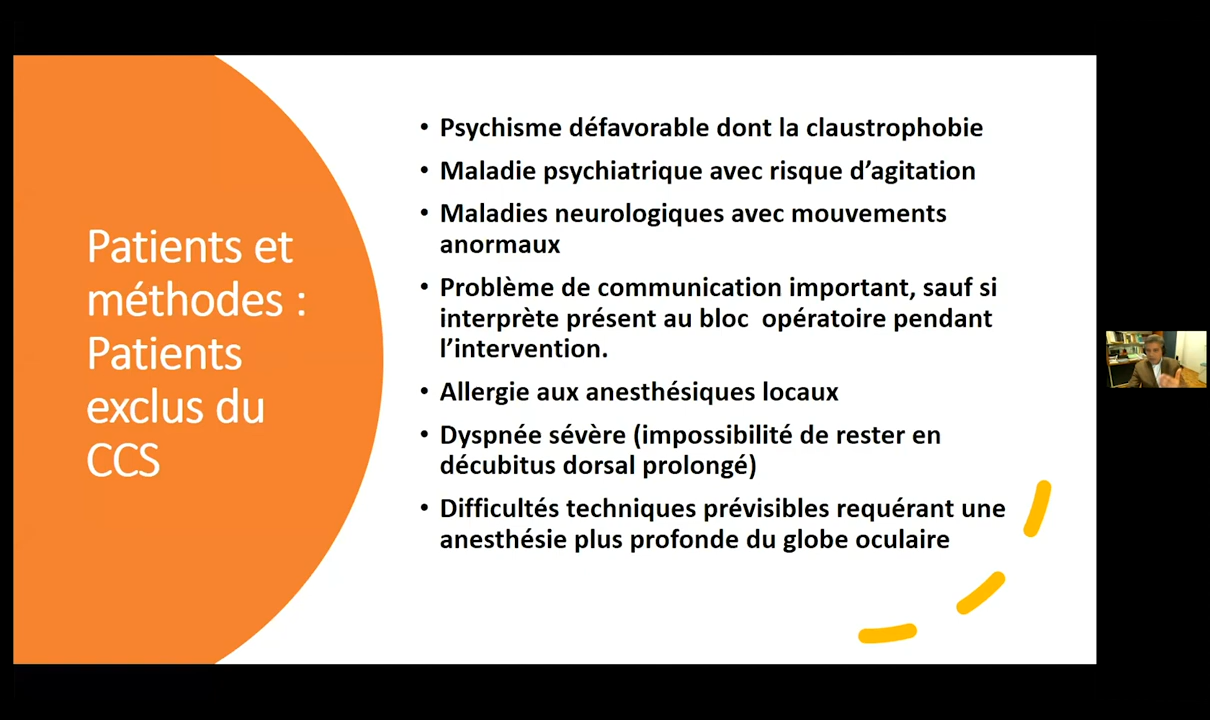 Patients et
méthodes :
Patients
exclus du
CCS
• Psychisme défavorable dont la claustrophobie
• Maladie psychiatrique avec risque d’agitation
• Maladies neurologiques avec mouvements
anormaux
• Problème de communication important, sauf si
interprète présent au bloc  opératoire pendant
l’intervention.
• Allergie aux anesthésiques locaux
• Dyspnée sévère (impossibilité de rester en
décubitus dorsal prolongé)
• Difficultés techniques prévisibles requérant une
anesthésie plus profonde du globe oculaire